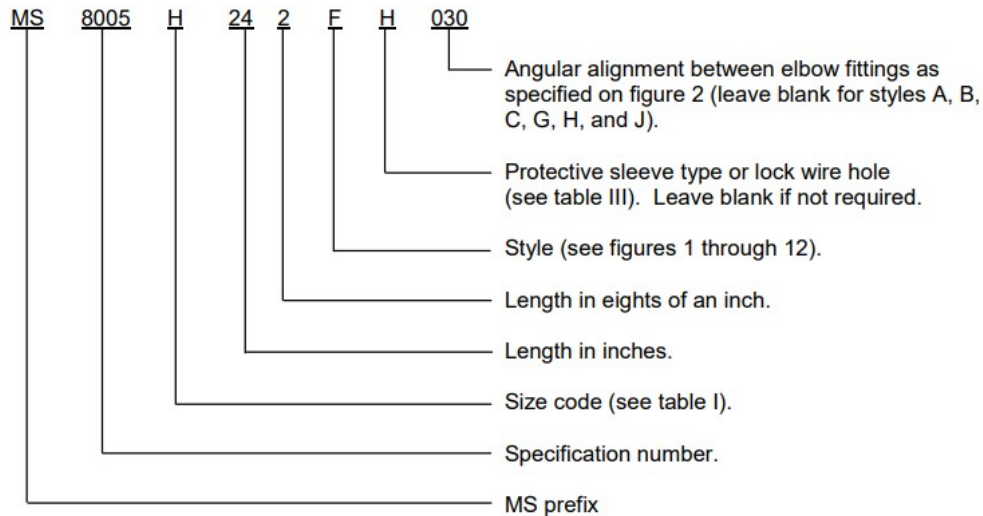 MS 8005 H 24 2 F H 030
Angular alignment between elbow fittings as
specified on figure 2 (leave blank for styles A, B,
C, G, H, and J).
Protective sleeve type or lock wire hole
(see table III). Leave blank if not required.
Style (see figures 1 through 12).
Length in eights of an inch.
Length in inches.
Size code (see table I).
Specification number.
MS prefix